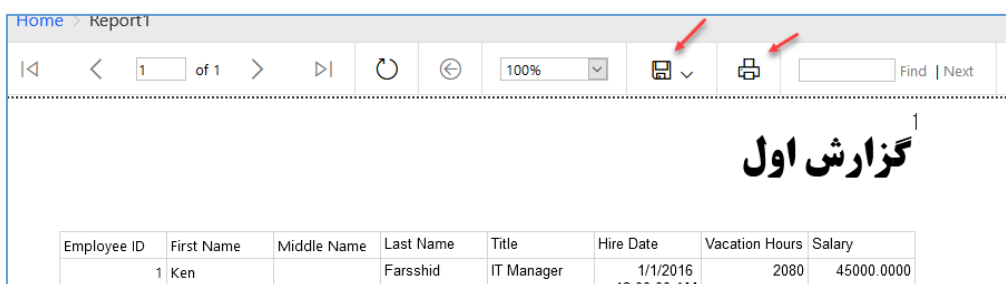 Home > Report1
1 of 1 100% Find | Next
1
گزارش اول
Employee ID First Name Middle Name Last Name Title Hire Date Vacation Hours Salary
1 Ken Farsshid IT Manager 1/1/2016 2080 45000.0000